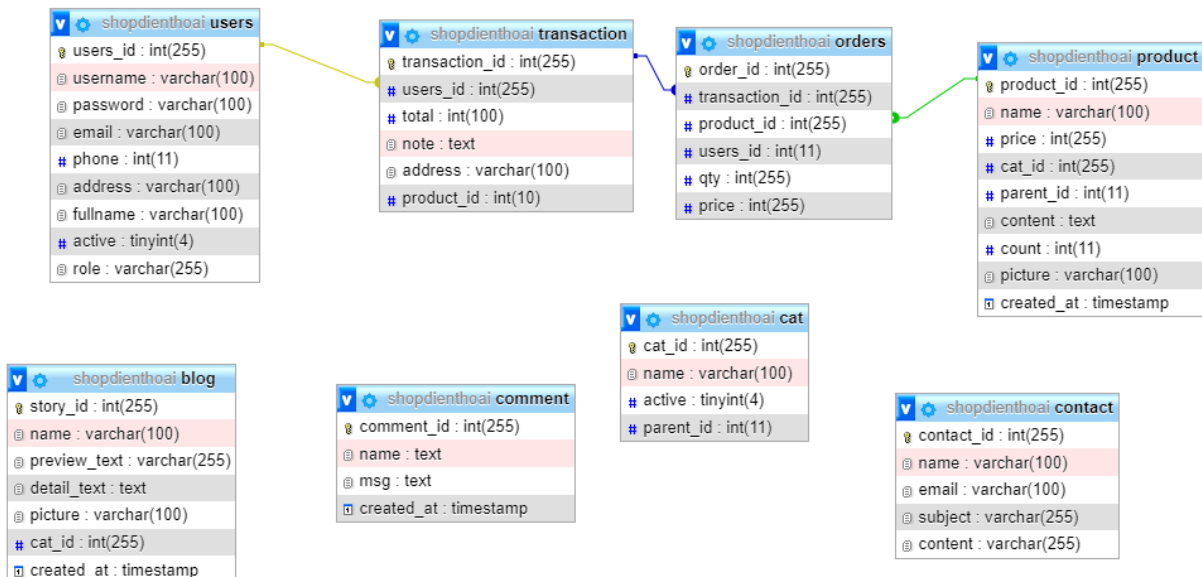 v shopdienthoai users
users_id : int(255)
username : varchar(100)
password : varchar(100)
email : varchar(100)
# phone : int(11)
address : varchar(100)
fullname : varchar(100)
# active : tinyint(4)
role : varchar(255)
v shopdienthoai transaction
transaction_id : int(255)
# users_id : int(255)
# total : int(100)
note : text
address : varchar(100)
# product_id : int(10)
v shopdienthoai orders
order_id : int(255)
# transaction_id : int(255)
# product_id : int(255)
# users_id : int(11)
# qty : int(255)
# price : int(255)
v shopdienthoai product
product_id : int(255)
name : varchar(100)
# price : int(255)
# cat_id : int(255)
# parent_id : int(11)
content : text
# count : int(11)
picture : varchar(100)
created_at : timestamp
v shopdienthoai blog
story_id : int(255)
name : varchar(100)
preview_text : varchar(255)
detail_text : text
picture : varchar(100)
# cat_id : int(255)
created_at : timestamp
v shopdienthoai comment
comment_id : int(255)
name : text
msg : text
created_at : timestamp
v shopdienthoai cat
cat_id : int(255)
name : varchar(100)
# active : tinyint(4)
# parent_id : int(11)
v shopdienthoai contact
contact_id : int(255)
name : varchar(100)
email : varchar(100)
subject : varchar(255)
content : varchar(255)